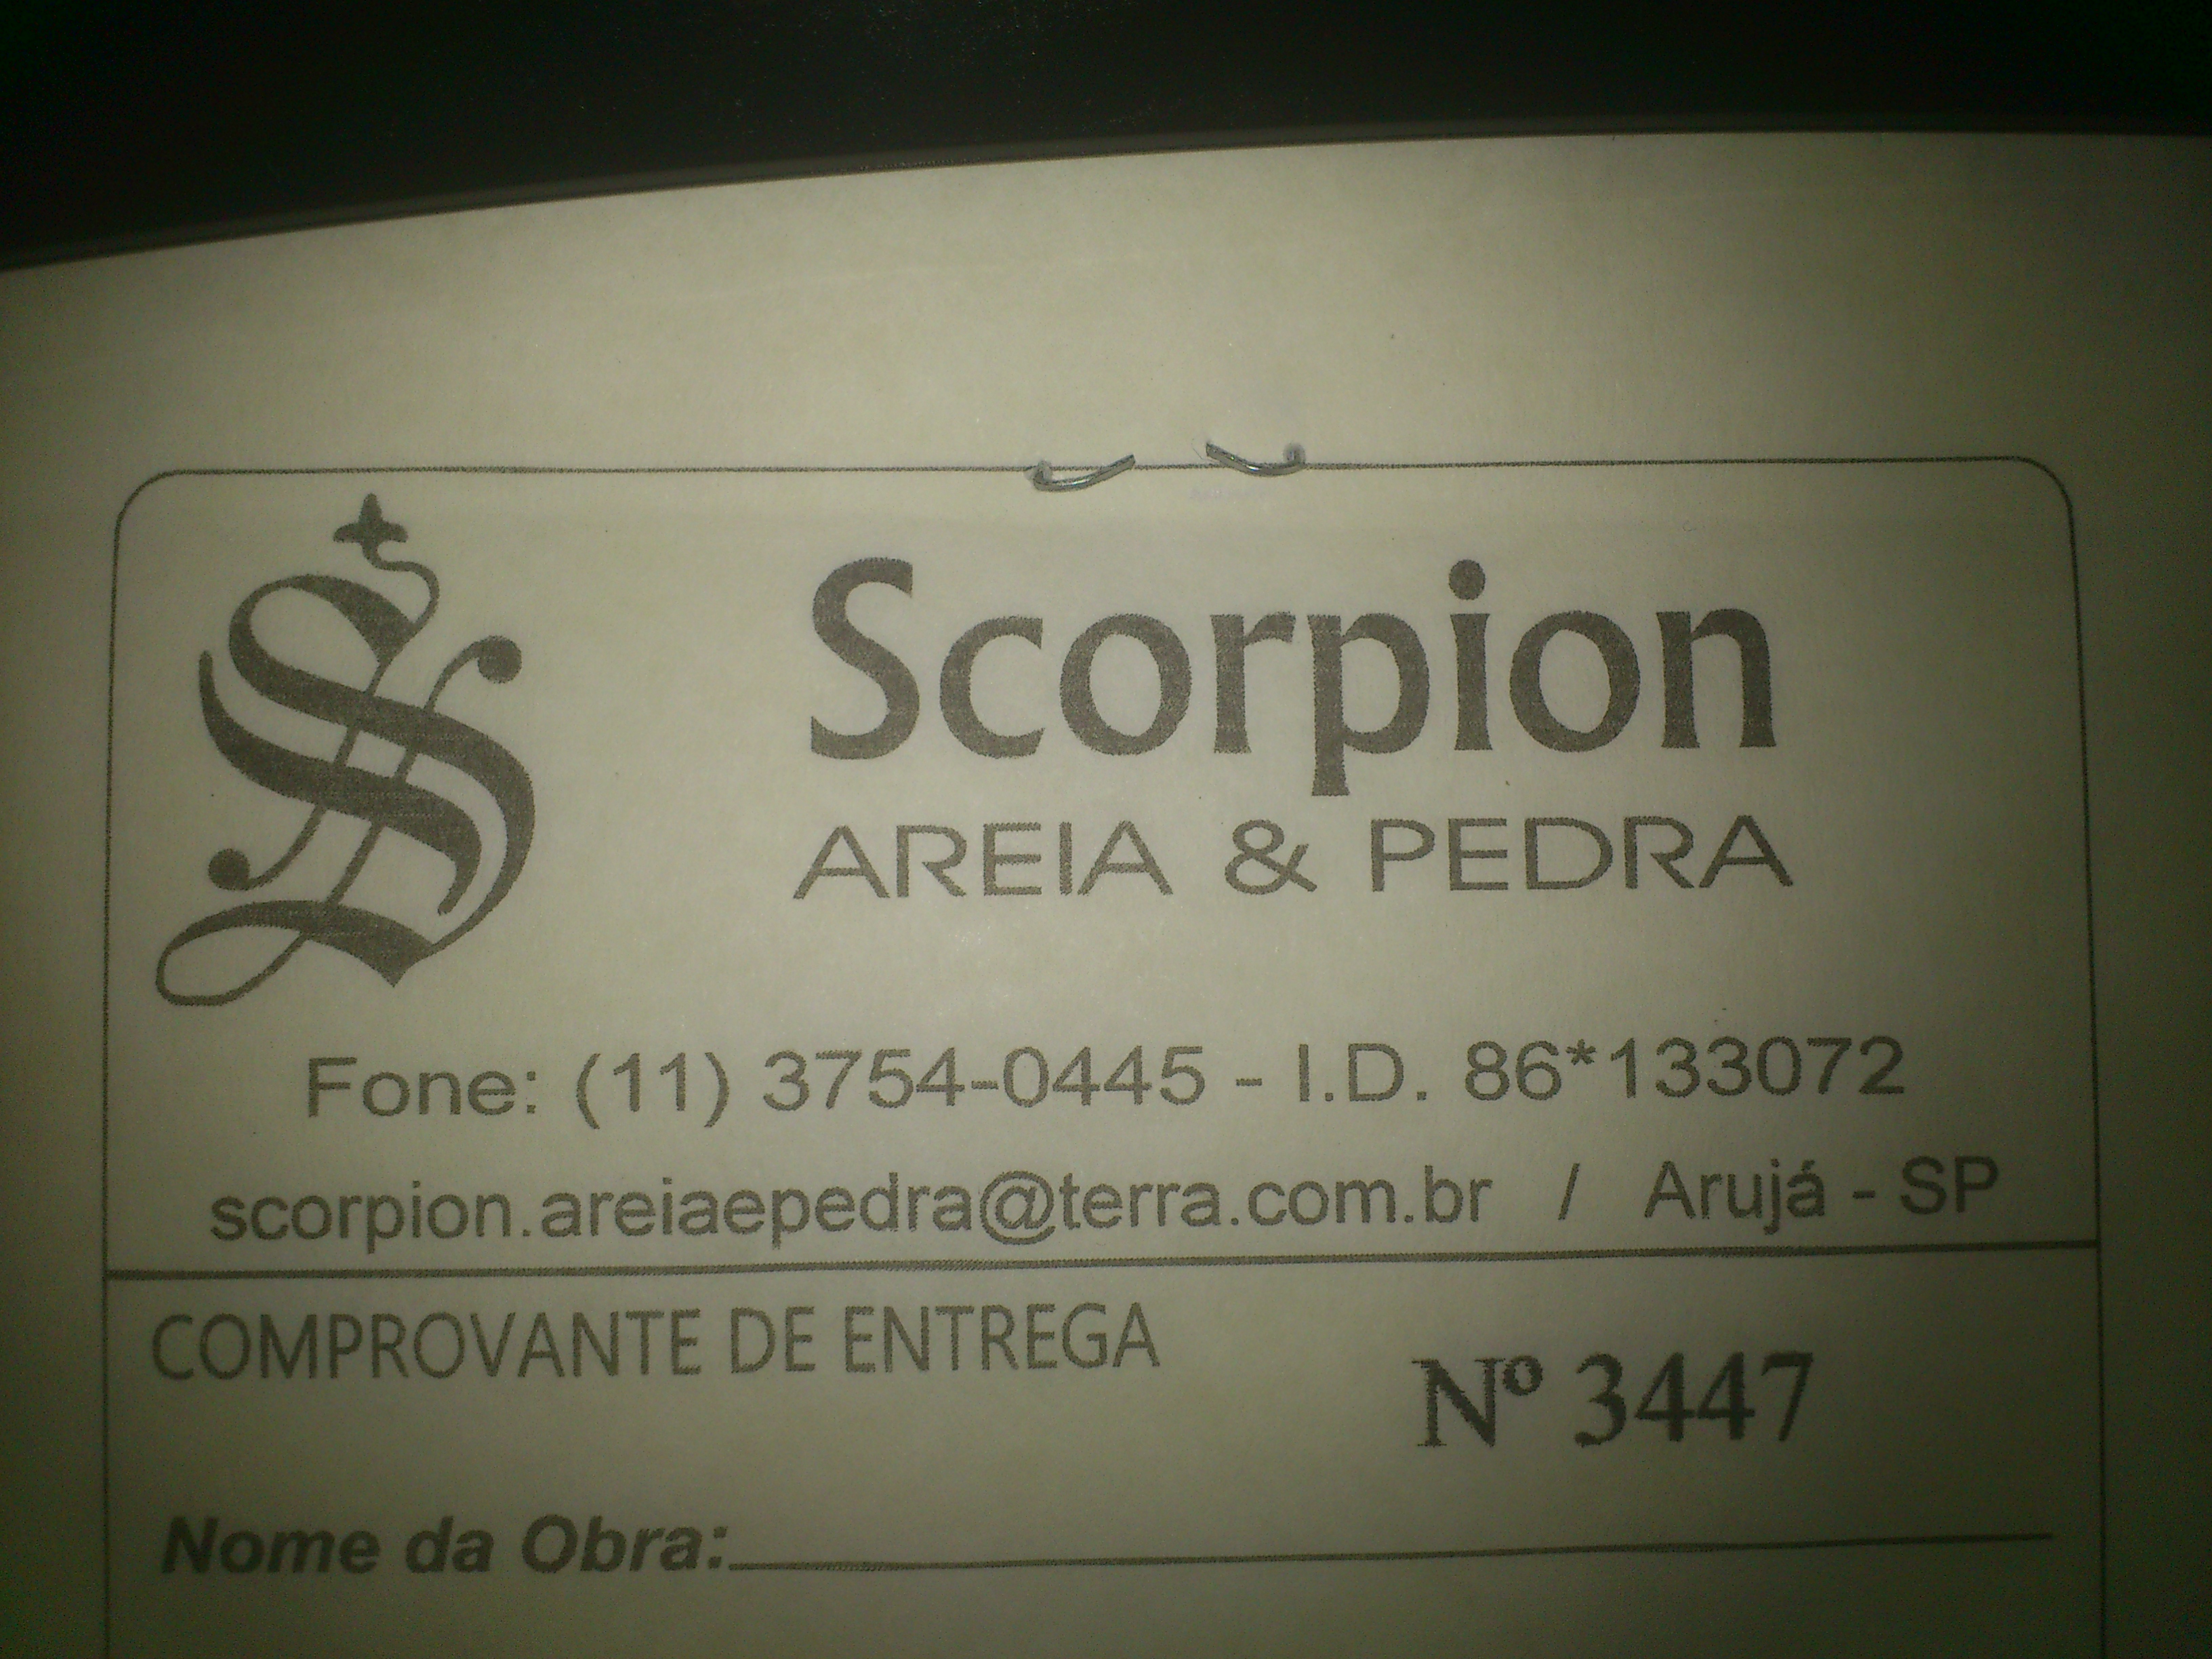 Scorpion
AREIA & PEDRA
Fone: (11) 3754-0445 - I.D. 86*133072
scorpion.areiaepedra@terra.com.br / Arujá - SP
COMPROVANTE DE ENTREGA
Nº 3447
Nome da Obra: